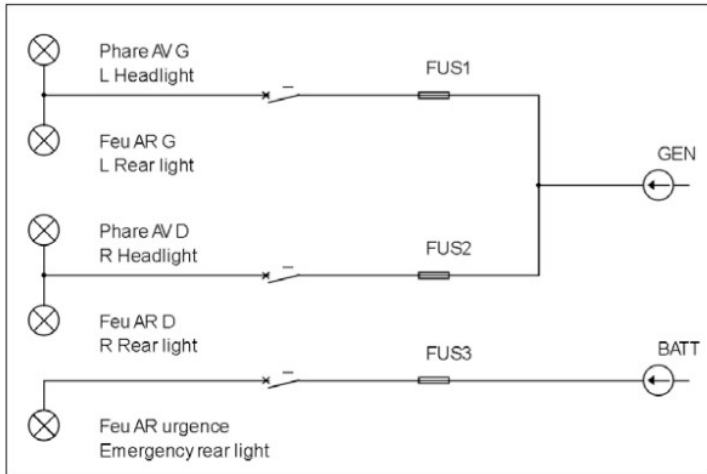 Phare AV G
L Headlight
FUS1
Feu AR G
L Rear light
GEN
Phare AV D
R Headlight
FUS2
Feu AR D
R Rear light
FUS3
BATT
Feu AR urgence
Emergency rear light